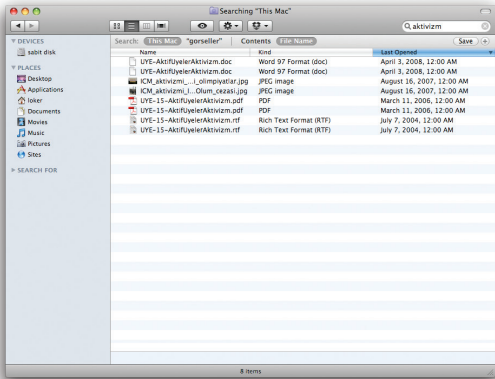 Searching "This Mac"
aktivizm
DEVICES
sabit disk
PLACES
Desktop
Applications
loker
Documents
Movies
Music
Pictures
Sites
SEARCH FOR
Search: This Mac "gorseller" Contents File Name Save +
Name Kind Last Opened
UYE-AktifUyelerAktivizm.doc Word 97 Format (doc) April 3, 2008, 12:00 AM
UYE-AktifUyelerAktivizm.doc Word 97 Format (doc) April 3, 2008, 12:00 AM
ICM_aktivizmi_...i_olimpiyatlar.jpg JPEG image August 16, 2007, 12:00 AM
ICM_aktivizmi_I...Olum_cezasi.jpg JPEG image August 16, 2007, 12:00 AM
UYE-15-AktifUyelerAktivizm.pdf PDF March 11, 2006, 12:00 AM
UYE-15-AktifUyelerAktivizm.pdf PDF March 11, 2006, 12:00 AM
UYE-15-AktifUyelerAktivizm.rtf Rich Text Format (RTF) July 7, 2004, 12:00 AM
UYE-15-AktifUyelerAktivizm.rtf Rich Text Format (RTF) July 7, 2004, 12:00 AM
8 items